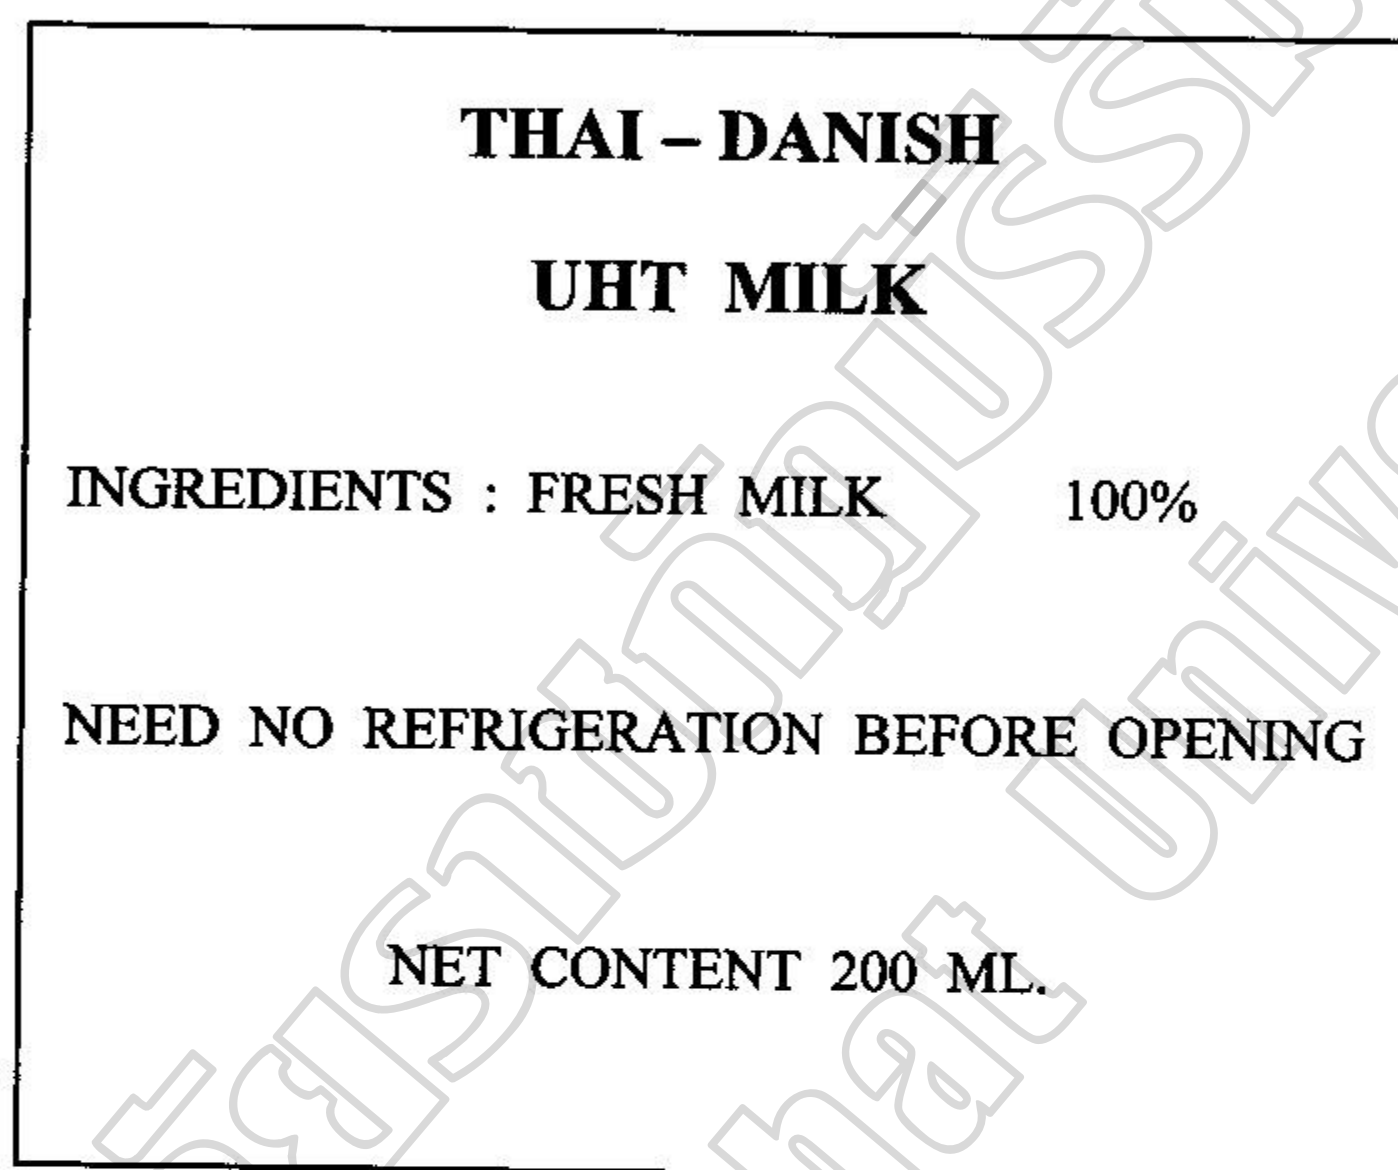 THAI – DANISH
UHT MILK
INGREDIENTS : FRESH MILK 100%
NEED NO REFRIGERATION BEFORE OPENING
NET CONTENT 200 ML.